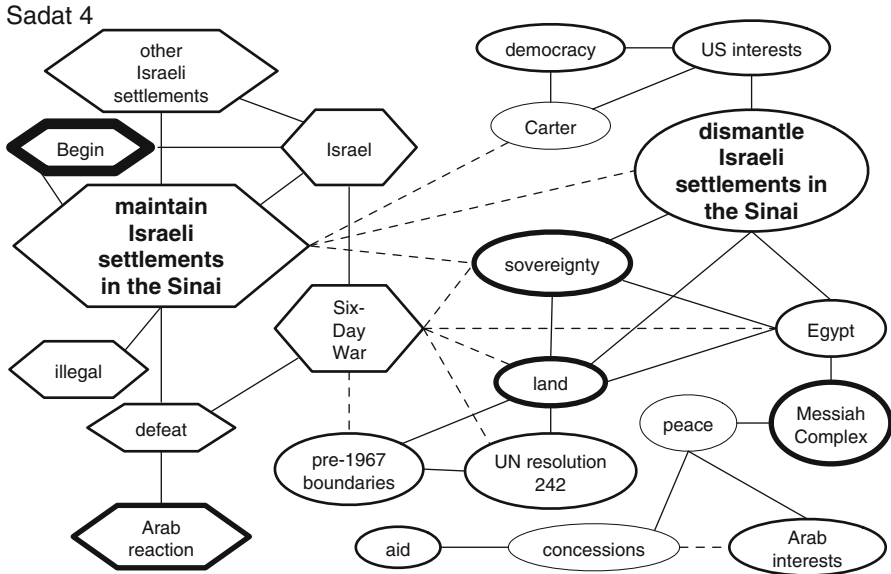 Sadat 4
other
Israeli
settlements
democracy
US interests
Begin
Israel
Carter
dismantle
Israeli
settlements in
the Sinai
maintain
Israeli
settlements
in the Sinai
sovereignty
Six-
Day
War
Egypt
illegal
land
defeat
peace
Messiah
Complex
pre-1967
boundaries
UN resolution
242
Arab
reaction
aid
concessions
Arab
interests